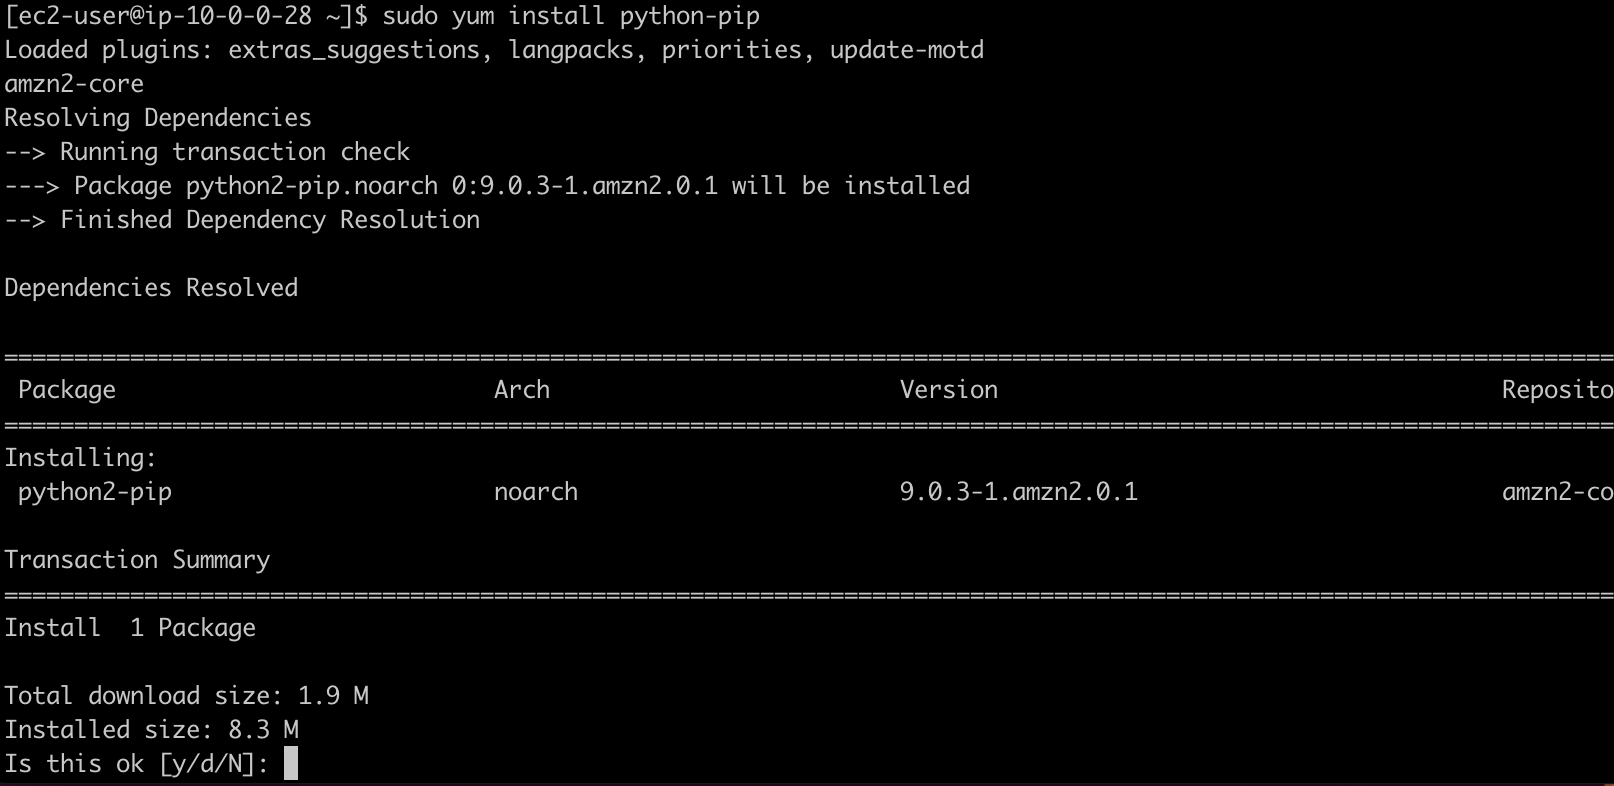 [ec2-user@ip-10-0-0-28 ~]$ sudo yum install python-pip
Loaded plugins: extras_suggestions, langpacks, priorities, update-motd
amzn2-core
Resolving Dependencies
--> Running transaction check
---> Package python2-pip.noarch 0:9.0.3-1.amzn2.0.1 will be installed
--> Finished Dependency Resolution
Dependencies Resolved
===================================================================================================================
Package Arch Version Reposito
===================================================================================================================
Installing:
python2-pip noarch 9.0.3-1.amzn2.0.1 amzn2-co
Transaction Summary
===================================================================================================================
Install  1 Package
Total download size: 1.9 M
Installed size: 8.3 M
Is this ok [y/d/N]: